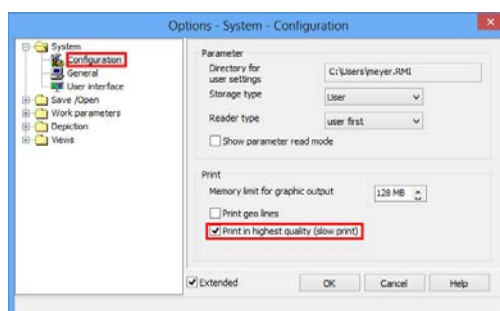 Options - System - Configuration
System
Configuration
General
User interface
Save /Open
Work parameters
Depiction
Views
Parameter
Directory for
user settings
C:\Users\meyer.RMI
Storage type
User
Reader type
user first
Show parameter read mode
Print
Memory limit for graphic output
128 MB
Print geo lines
Print in highest quality (slow print)
Extended
OK
Cancel
Help